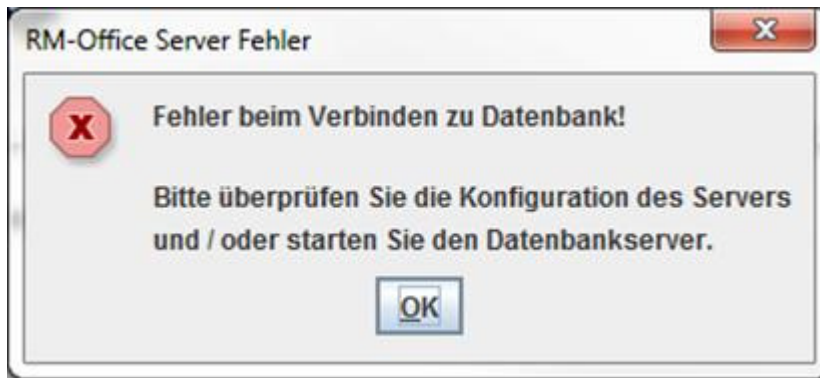 RM-Office Server Fehler
Fehler beim Verbinden zu Datenbank!
Bitte überprüfen Sie die Konfiguration des Servers
und / oder starten Sie den Datenbankserver.
OK